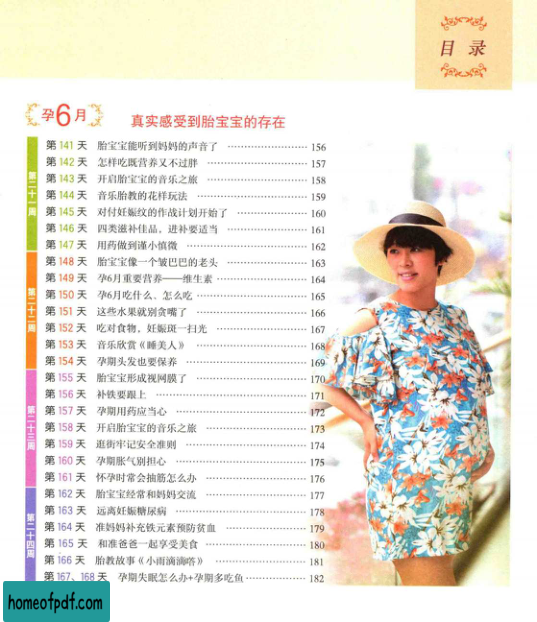 目 录
孕6月 真实感受到胎宝宝的存在
第二十一周
第 141 天 胎宝宝能听到妈妈的声音了 ………………… 156
第 142 天 怎样吃既营养又不过胖 ………………… 157
第 143 天 开启胎宝宝的音乐之旅 ………………… 158
第 144 天 音乐胎教的花样玩法 ………………… 159
第 145 天 对付妊娠纹的作战计划开始了 ………………… 160
第 146 天 四类滋补佳品，进补要适当 ………………… 161
第 147 天 用药做到谨小慎微 ………………… 162
第二十二周
第 148 天 胎宝宝像一个皱巴巴的老头 ………………… 163
第 149 天 孕6月重要营养——维生素 ………………… 164
第 150 天 孕6月吃什么、怎么吃 ………………… 165
第 151 天 这些水果就别贪嘴了 ………………… 166
第 152 天 吃对食物，妊娠斑一扫光 ………………… 167
第 153 天 音乐欣赏《睡美人》 ………………… 168
第 154 天 孕期头发也要保养 ………………… 169
第二十三周
第 155 天 胎宝宝形成视网膜了 ………………… 170
第 156 天 补铁要跟上 ………………… 171
第 157 天 孕期用药应当心 ………………… 172
第 158 天 开启胎宝宝的音乐之旅 ………………… 173
第 159 天 逛街牢记安全准则 ………………… 174
第 160 天 孕期胀气别担心 ………………… 175
第 161 天 怀孕时常会抽筋怎么办 ………………… 176
第二十四周
第 162 天 胎宝宝经常和妈妈交流 ………………… 177
第 163 天 远离妊娠糖尿病 ………………… 178
第 164 天 准妈妈补充铁元素预防贫血 ………………… 179
第 165 天 和准爸爸一起享受美食 ………………… 180
第 166 天 胎教故事《小雨滴滴嗒》 ………………… 181
第 167、168 天 孕期失眠怎么办+孕期多吃鱼 ………………… 182
homeofpdf.com